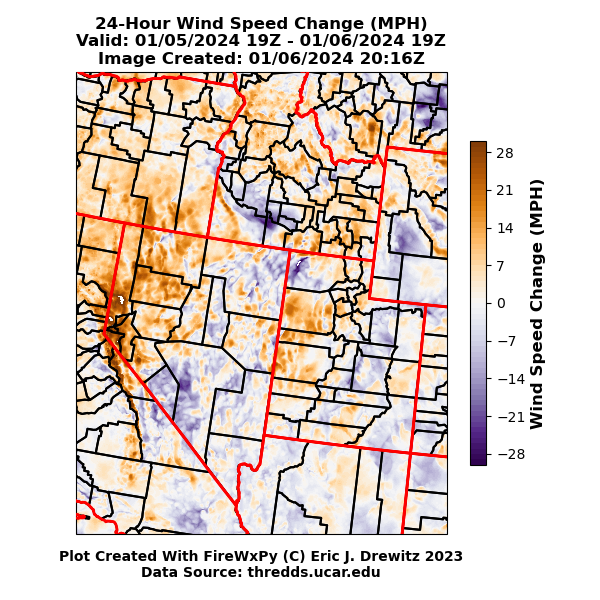 24-Hour Wind Speed Change (MPH)
Valid: 01/05/2024 19Z - 01/06/2024 19Z
Image Created: 01/06/2024 20:16Z
28
21
14
7
0
−7
−14
−21
−28
Wind Speed Change (MPH)
Plot Created With FireWxPy (C) Eric J. Drewitz 2023
Data Source: thredds.ucar.edu